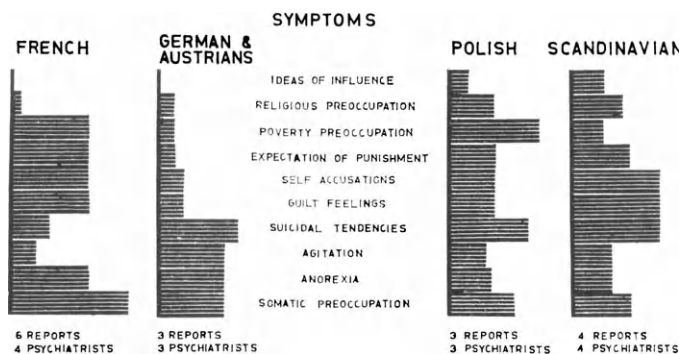 SYMPTOMS
FRENCH
GERMAN &
AUSTRIANS
POLISH
SCANDINAVIAN
IDEAS OF INFLUENCE
RELIGIOUS PREOCCUPATION
POVERTY PREOCCUPATION
EXPECTATION OF PUNISHMENT
SELF ACCUSATIONS
GUILT FEELINGS
SUICIDAL TENDENCIES
AGITATION
ANOREXIA
SOMATIC PREOCCUPATION
6 REPORTS
4 PSYCHIATRISTS
3 REPORTS
3 PSYCHIATRISTS
3 REPORTS
3 PSYCHIATRISTS
4 REPORTS
4 PSYCHIATRISTS